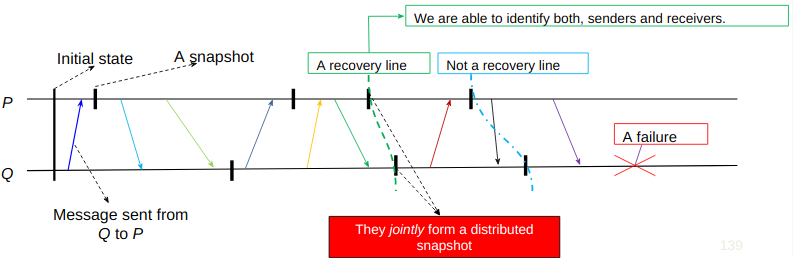 We are able to identify both, senders and receivers.
Initial state
A snapshot
A recovery line
Not a recovery line
P
A failure
Q
Message sent from
Q to P
They jointly form a distributed
snapshot
139